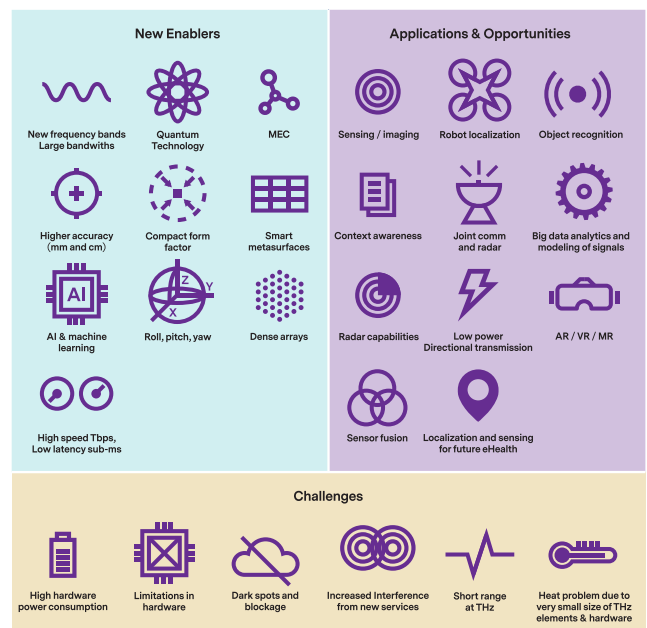 New Enablers
New frequency bands
Large bandwiths
Quantum
Technology
MEC
Higher accuracy
(mm and cm)
Compact form
factor
Smart
metasurfaces
AI
AI & machine
learning
Z
Y
X
Roll, pitch, yaw
Dense arrays
High speed Tbps,
Low latency sub-ms
Applications & Opportunities
Sensing / imaging
Robot localization
Object recognition
Context awareness
Joint comm
and radar
Big data analytics and
modeling of signals
Radar capabilities
Low power
Directional transmission
AR / VR / MR
Sensor fusion
Localization and sensing
for future eHealth
Challenges
High hardware
power consumption
Limitations in
hardware
Dark spots and
blockage
Increased Interference
from new services
Short range
at THz
Heat problem due to
very small size of THz
elements & hardware